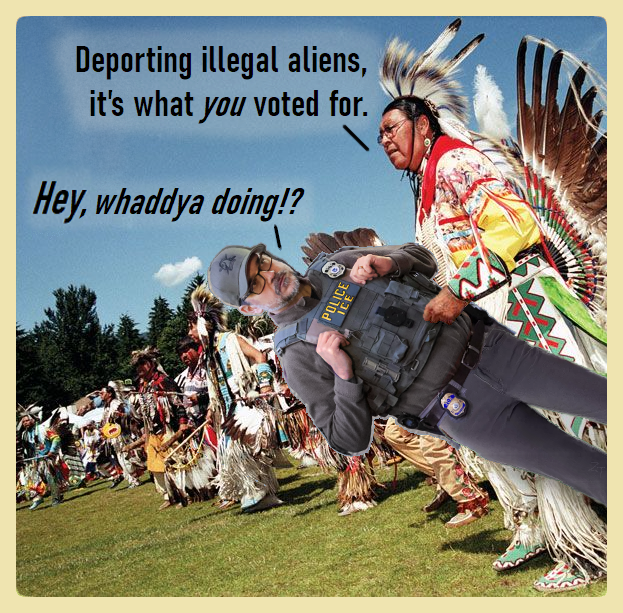 Deporting illegal aliens,
it's what you voted for.
Hey, whaddya doing!?
POLICE
ICE